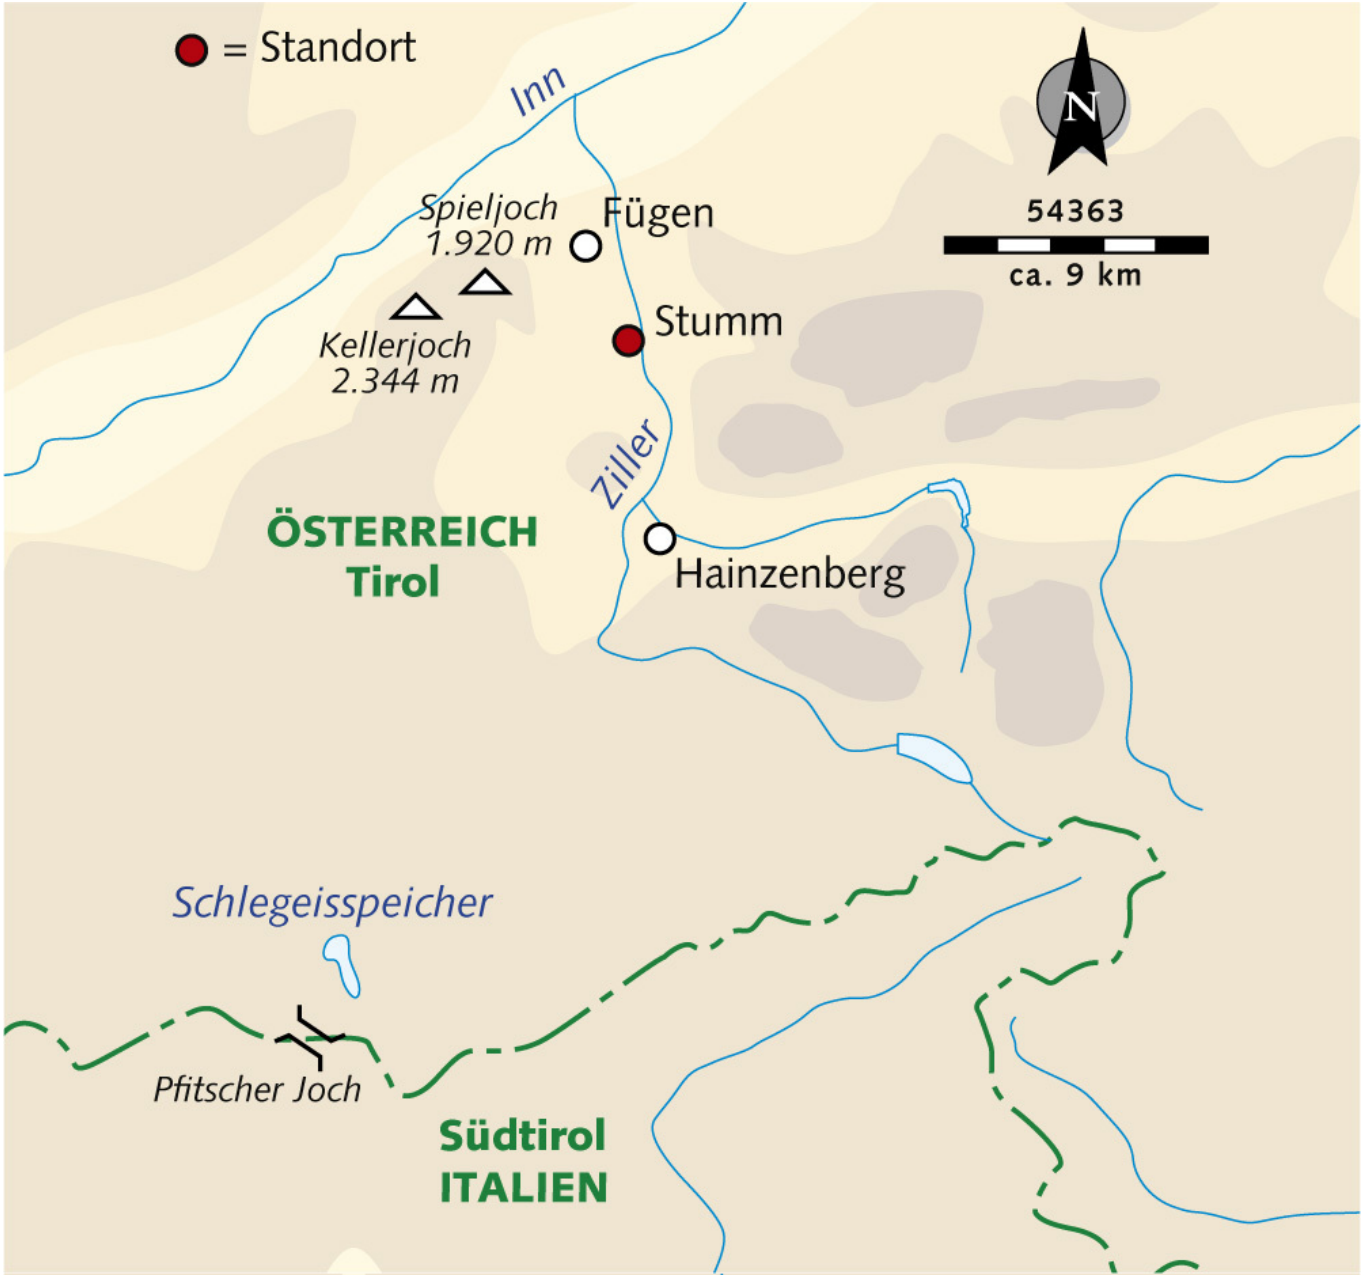 = Standort
Inn
N
54363
ca. 9 km
Spieljoch
1.920 m
Fügen
Kellerjoch
2.344 m
Stumm
Ziller
ÖSTERREICH
Tirol
Hainzenberg
Schlegeisspeicher
Pfitscher Joch
Südtirol
ITALIEN